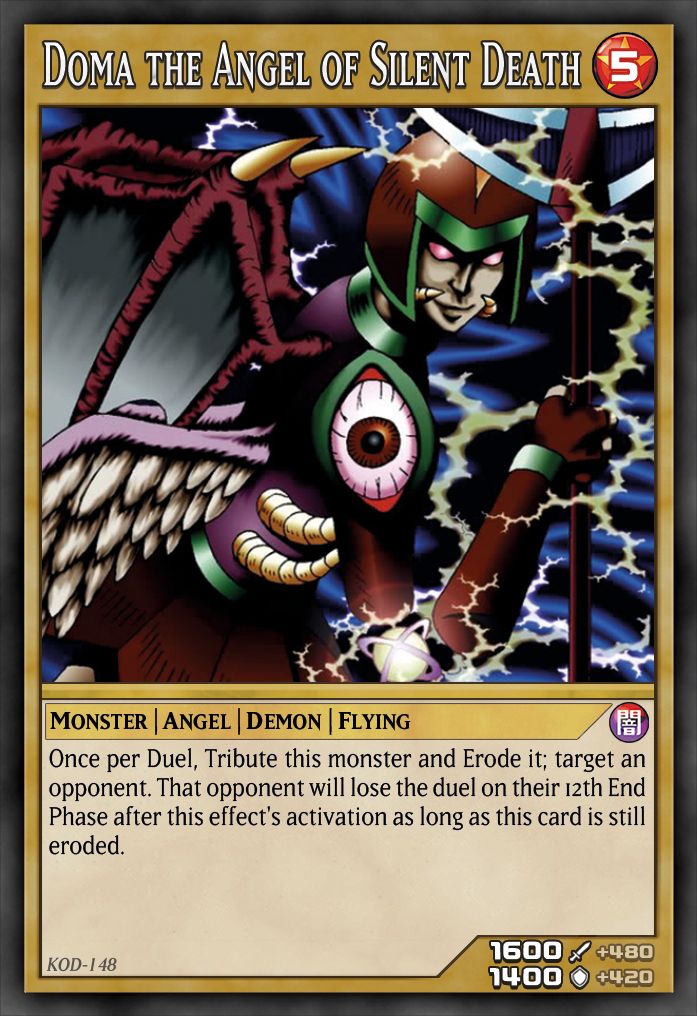 Doma the Angel of Silent Death 5
Monster | Angel | Demon | Flying 闇
Once per Duel, Tribute this monster and Erode it; target an
opponent. That opponent will lose the duel on their 12th End
Phase after this effect's activation as long as this card is still
eroded.
KOD-148
1600 +480
1400 +420